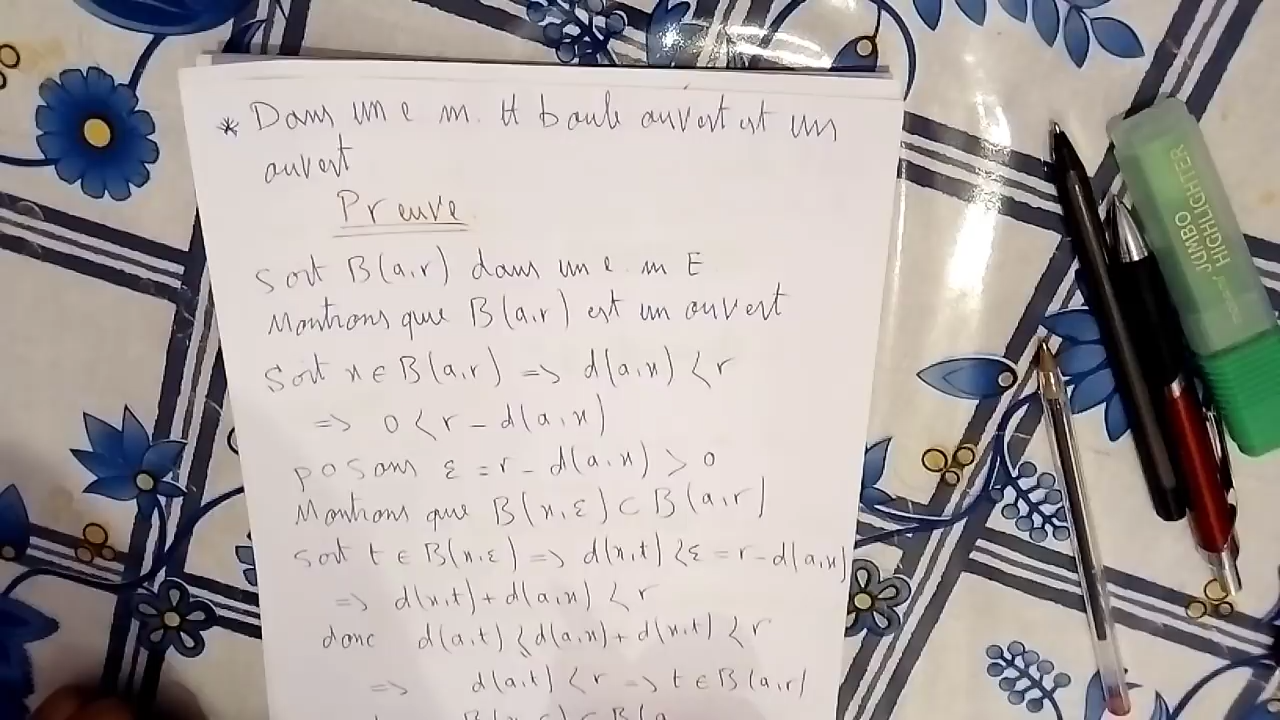 * Dans un e m. tt boule ouvert est un
ouvert
Preuve
Soit B(a,r) dans un e m E
Montrons que B(a,r) est un ouvert
Soit x ∈ B(a,r) => d(a,x) < r
=> 0 < r - d(a,x)
posons ε = r - d(a,x) > 0
Montrons que B(x,ε) ⊂ B(a,r)
Soit t ∈ B(x,ε) => d(x,t) < ε = r - d(a,x)
=> d(x,t) + d(a,x) < r
donc d(a,t) ≤ d(a,x) + d(x,t) < r
=> d(a,t) < r => t ∈ B(a,r)
JUMBO
HIGHLIGHTER